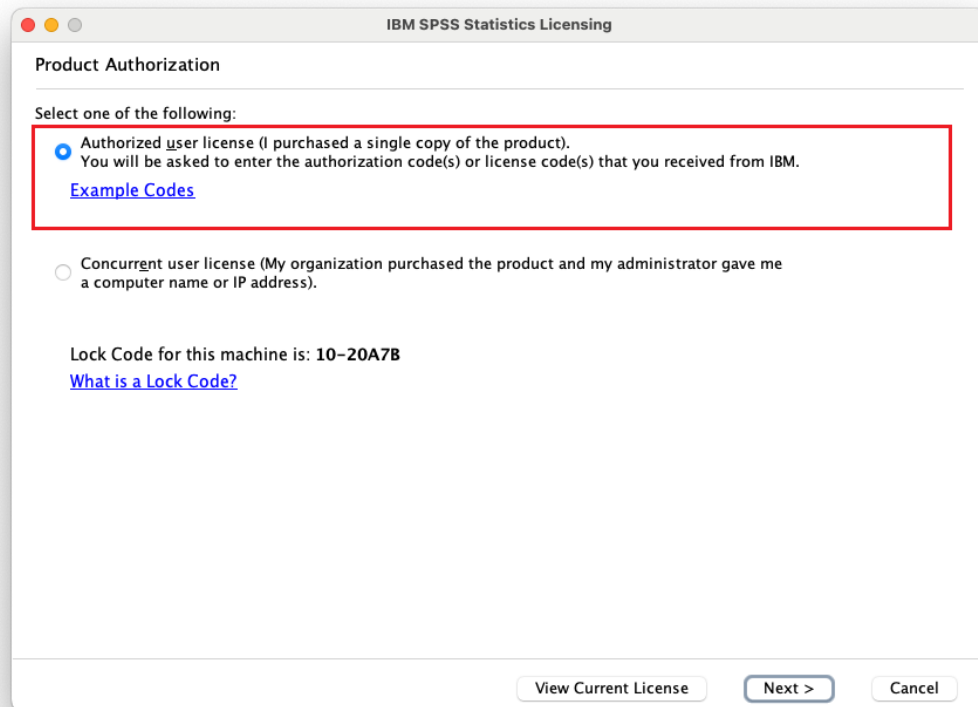 IBM SPSS Statistics Licensing
Product Authorization
Select one of the following:
Authorized user license (I purchased a single copy of the product).
You will be asked to enter the authorization code(s) or license code(s) that you received from IBM.
Example Codes
Concurrent user license (My organization purchased the product and my administrator gave me
a computer name or IP address).
Lock Code for this machine is: 10-20A7B
What is a Lock Code?
View Current License
Next >
Cancel